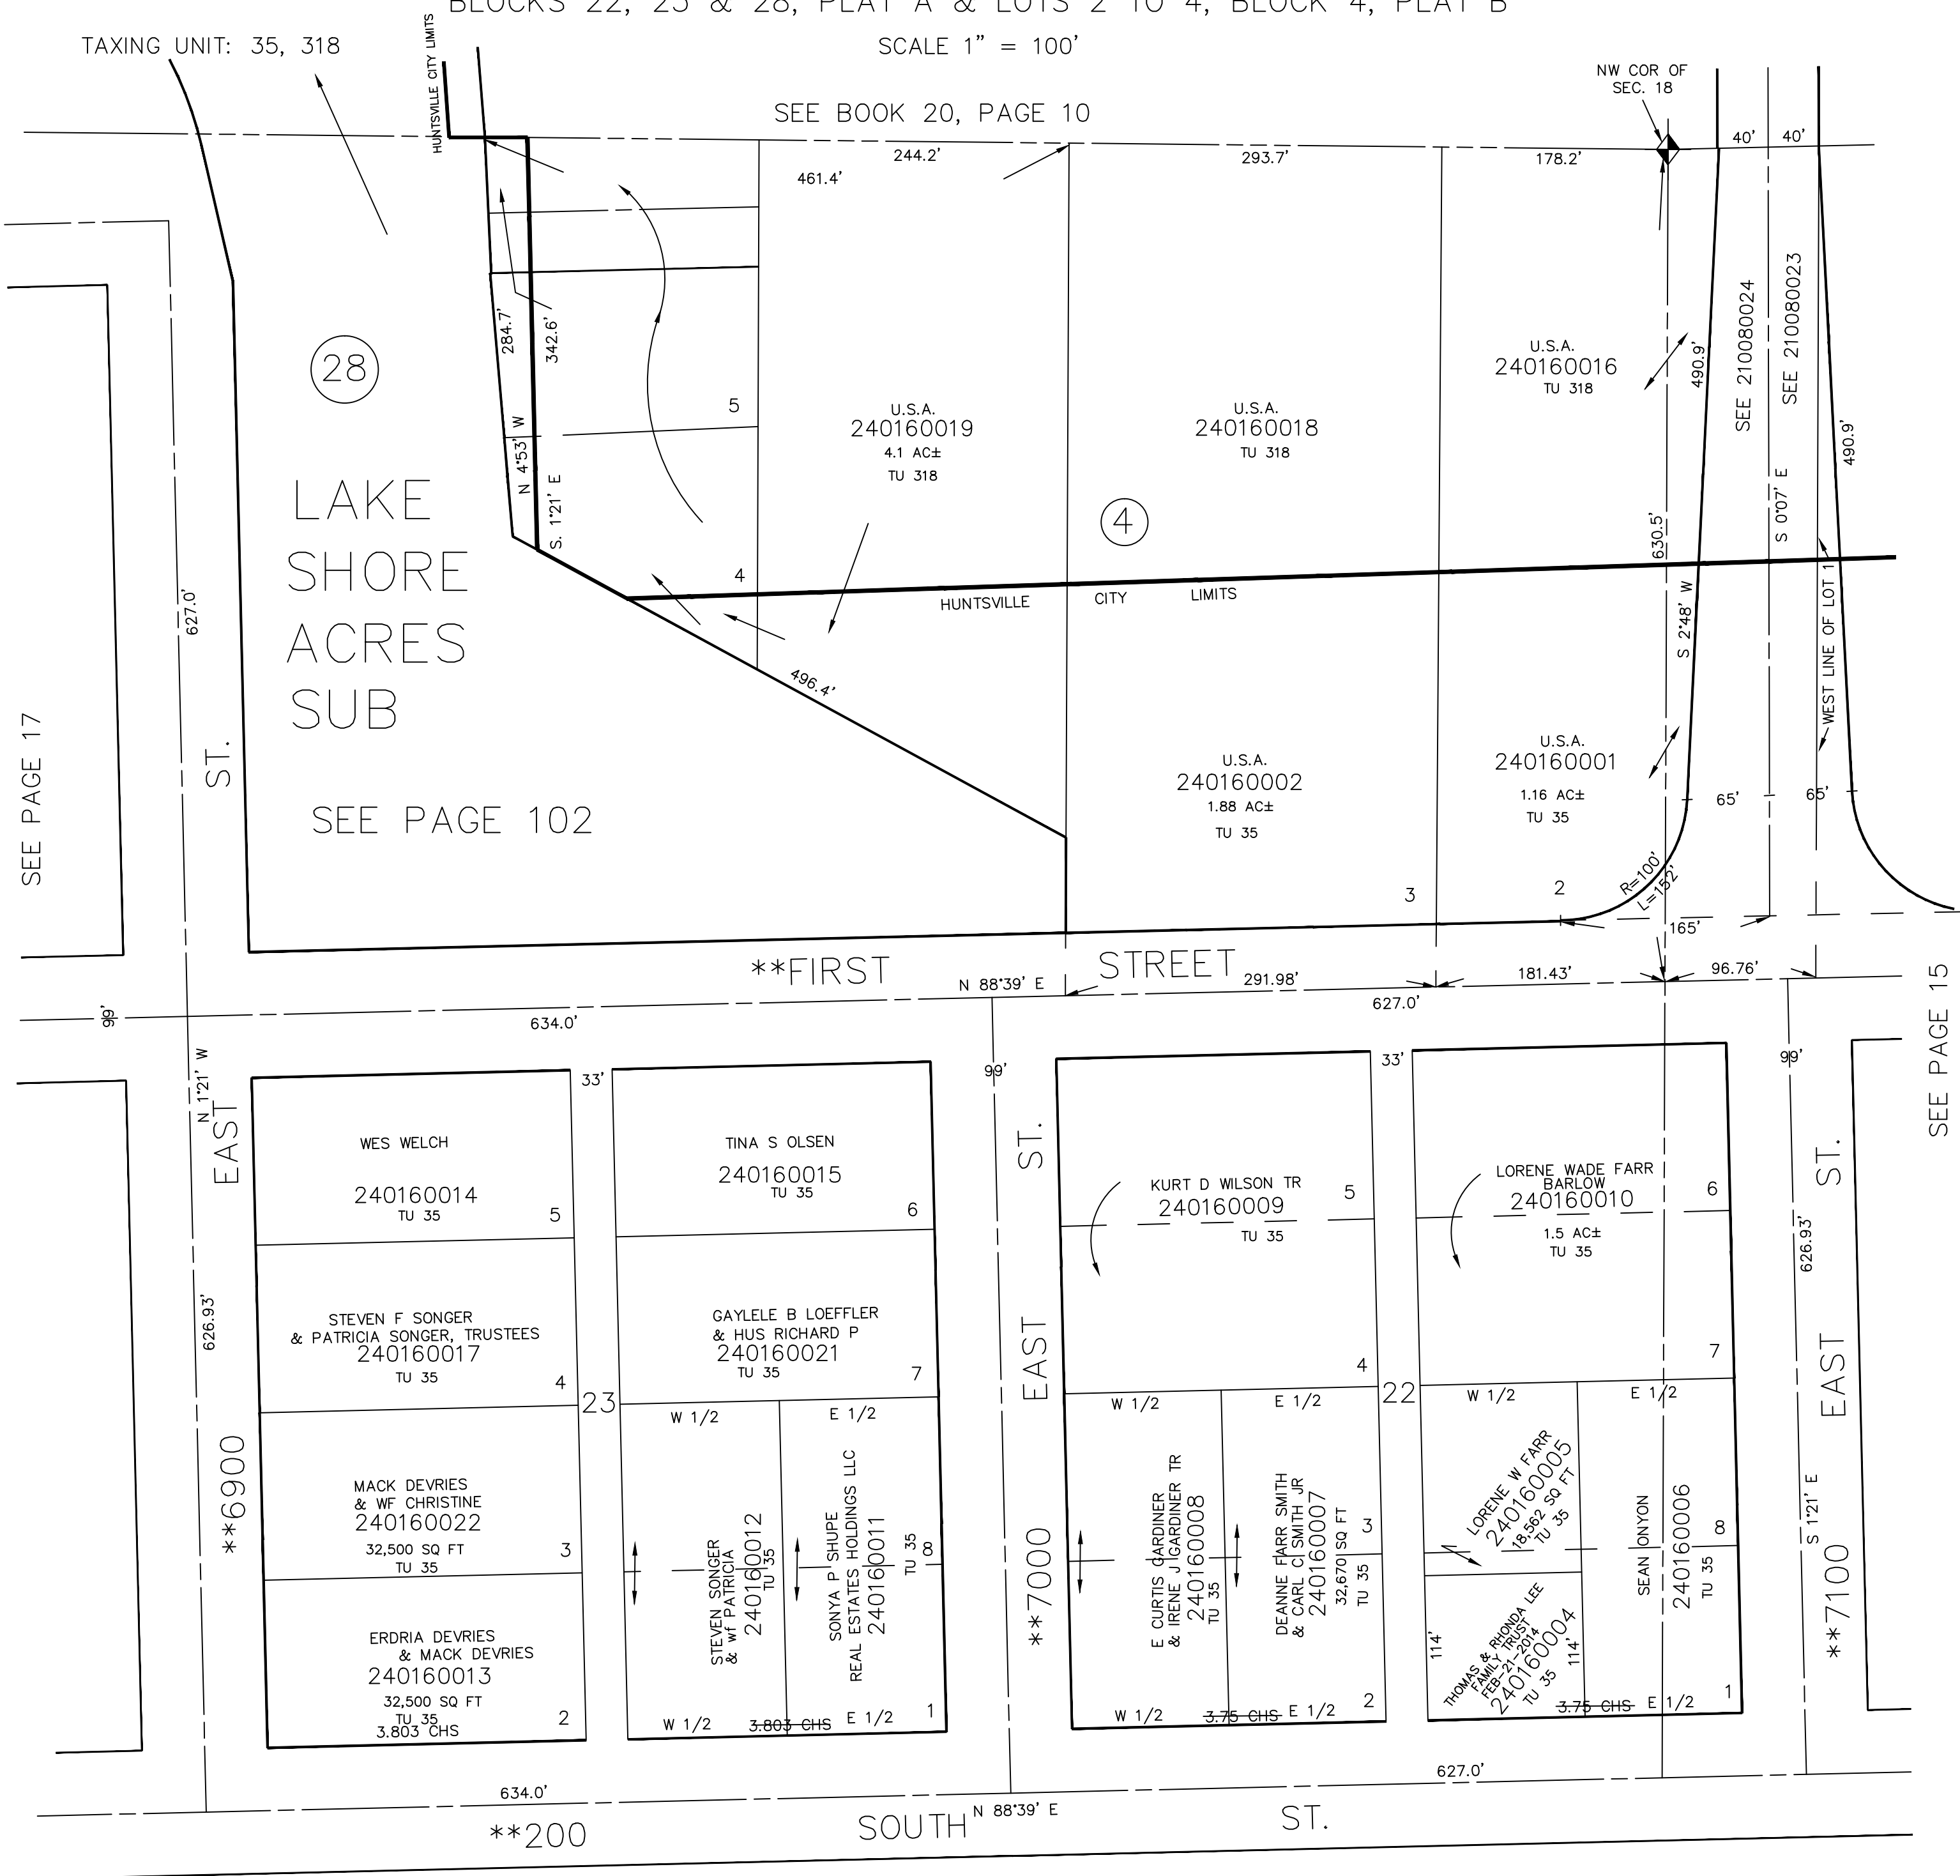 BLOCKS 22, 23 & 28, PLAT A & LOTS 2 TO 4, BLOCK 4, PLAT B
TAXING UNIT: 35, 318
HUNTSVILLE CITY LIMITS
SCALE 1” = 100’
NW COR OF
SEC. 18
SEE BOOK 20, PAGE 10
40’ 40’
244.2’
293.7’
178.2’
461.4’
284.7’
342.6’
N 4°53’ W
S. 1°21’ E
28
LAKE
SHORE
ACRES
SUB
SEE PAGE 102
627.0’
ST.
SEE PAGE 17
5
4
U.S.A.
240160019
4.1 AC±
TU 318
U.S.A.
240160018
TU 318
4
U.S.A.
240160016
TU 318
490.9’
SEE 210080024
SEE 210080023
490.9’
630.5’
S 0°07’ E
S 2°48’ W
WEST LINE OF LOT 1
HUNTSVILLE CITY LIMITS
496.4’
U.S.A.
240160002
1.88 AC±
TU 35
3
U.S.A.
240160001
1.16 AC±
TU 35
2
65’ 65’
R=100’
L=152’
165’
**FIRST STREET
N 88°39’ E
291.98’
181.43’
96.76’
634.0’
627.0’
99’
SEE PAGE 15
N 1°21’ W
EAST
626.93’
**6900
33’
WES WELCH
240160014
TU 35
5
STEVEN F SONGER
& PATRICIA SONGER, TRUSTEES
240160017
TU 35
4
MACK DEVRIES
& WF CHRISTINE
240160022
32,500 SQ FT
TU 35
3
ERDRIA DEVRIES
& MACK DEVRIES
240160013
32,500 SQ FT
TU 35
3.803 CHS
2
23
TINA S OLSEN
240160015
TU 35
6
GAYLELE B LOEFFLER
& HUS RICHARD P
240160021
TU 35
7
W 1/2 E 1/2
STEVEN SONGER
& wf PATRICIA
240160012
TU 35
SONYA P SHUPE
REAL ESTATES HOLDINGS LLC
240160011
TU 35
8
W 1/2 3.803 CHS E 1/2
1
99’
ST.
EAST
**7000
33’
KURT D WILSON TR
240160009
TU 35
5
4
22
W 1/2 E 1/2
E CURTIS GARDINER
& IRENE J GARDINER TR
240160008
TU 35
DEANNE FARR SMITH
& CARL C SMITH JR
240160007
32,670 SQ FT
TU 35
3
W 1/2 3.75 CHS E 1/2
2
LORENE WADE FARR
BARLOW
240160010
1.5 AC±
TU 35
6
7
W 1/2 E 1/2
LORENE W FARR
240160005
18,562 SQ FT
TU 35
THOMAS & RHONDA LEE
FAMILY TRUST
FEB-21-2014
240160004
TU 35
114’
114’
SEAN ONYON
240160006
TU 35
8
3.75 CHS E 1/2
1
99’
ST.
626.93’
EAST
S 1°21’ E
**7100
634.0’
627.0’
N 88°39’ E
**200 SOUTH ST.